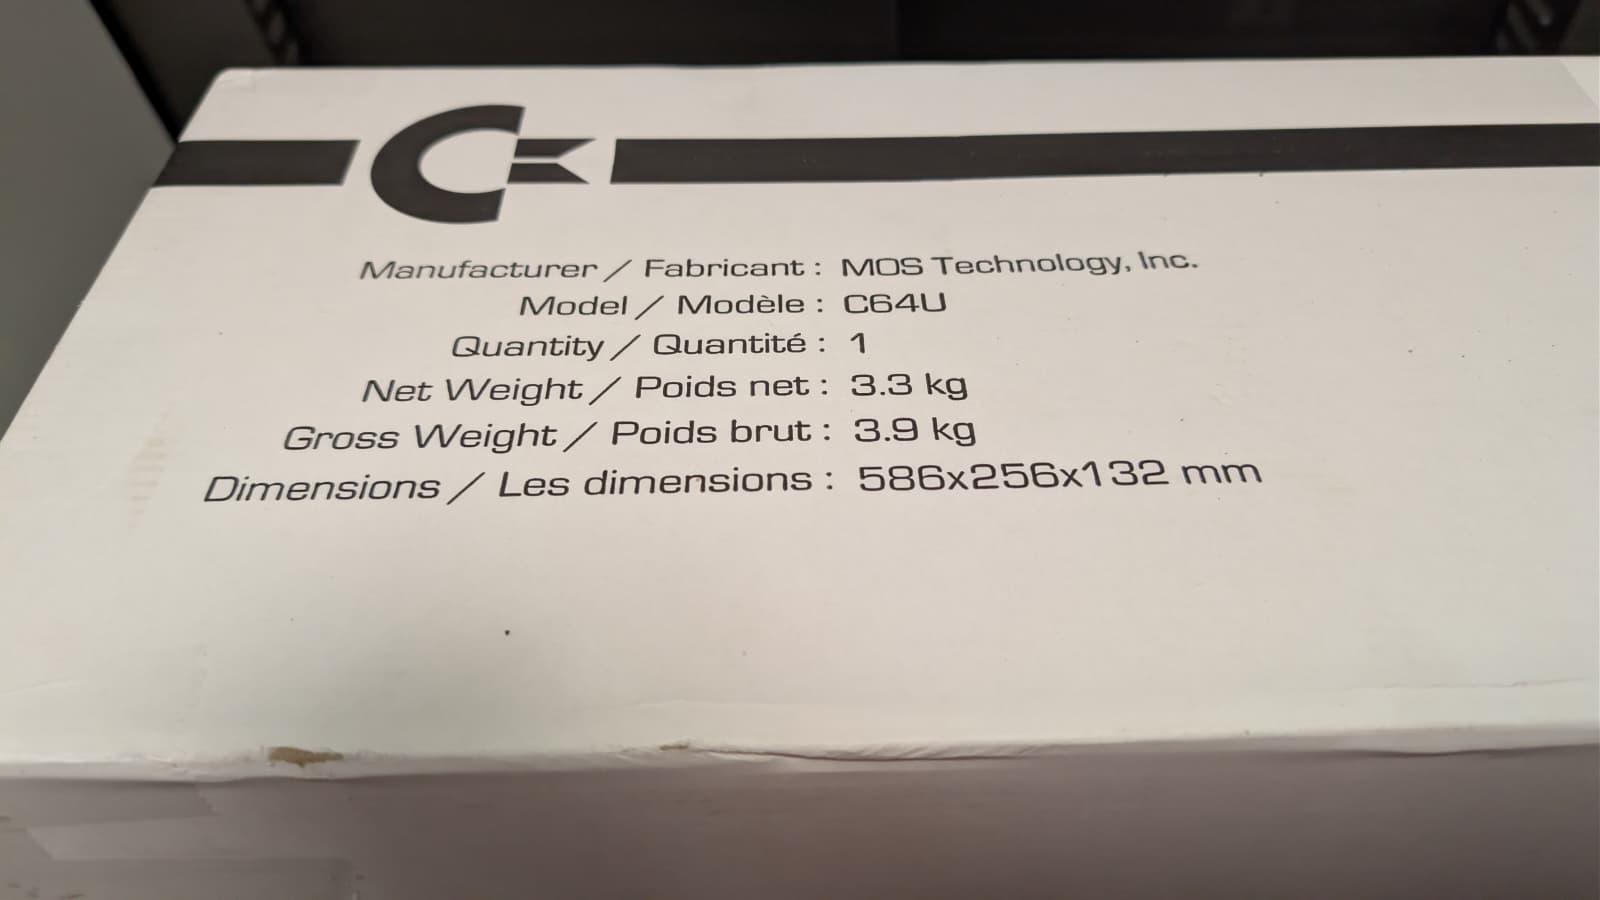 Manufacturer / Fabricant : MOS Technology, Inc.
Model / Modèle : C64U
Quantity / Quantité : 1
Net Weight / Poids net : 3.3 kg
Gross Weight / Poids brut : 3.9 kg
Dimensions / Les dimensions : 586x256x132 mm